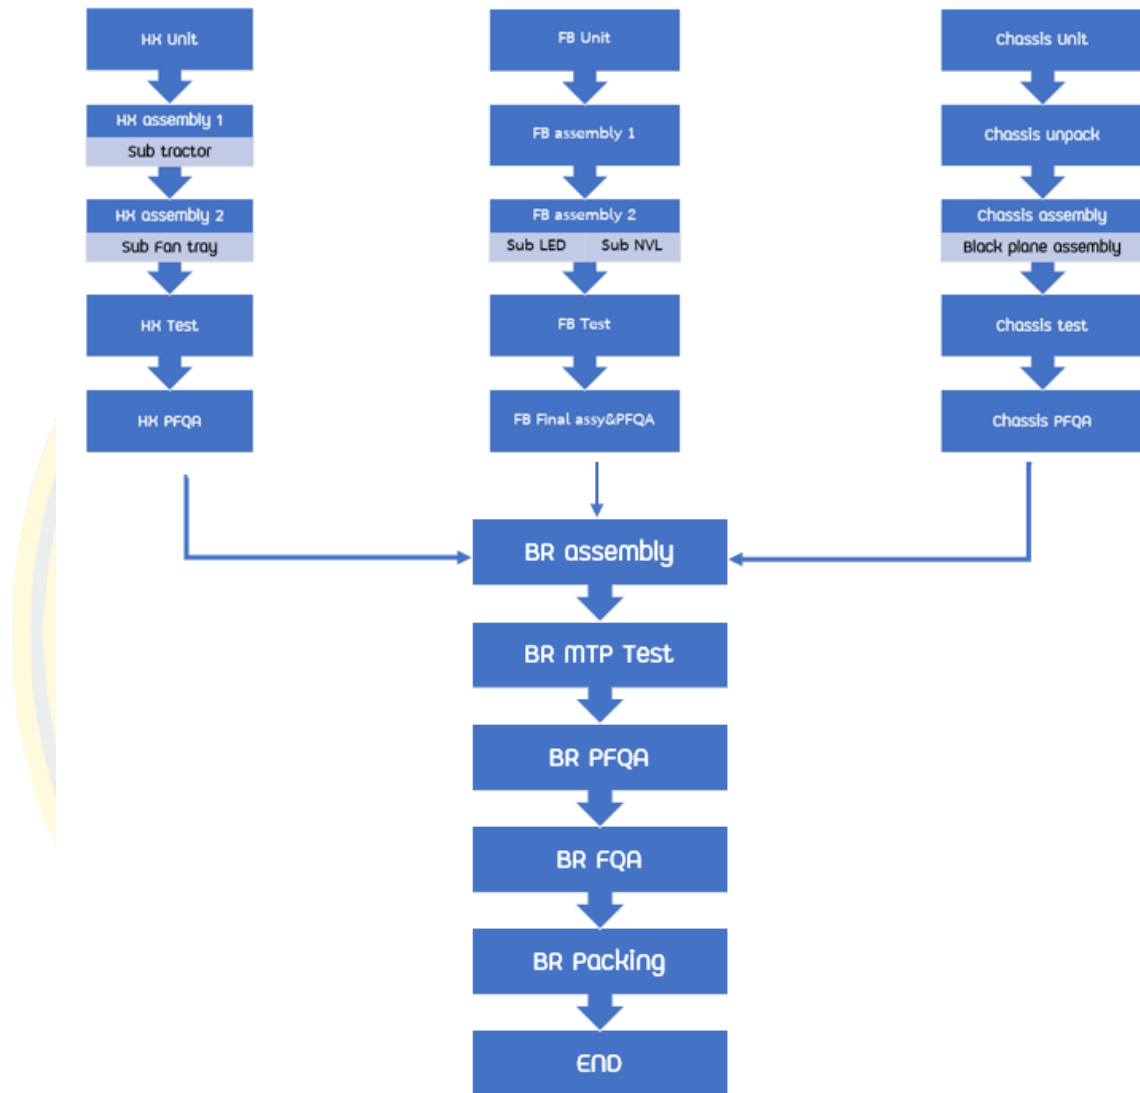 HX Unit
HX assembly 1
Sub tractor
HX assembly 2
Sub Fan tray
HX Test
HX PFQA
FB Unit
FB assembly 1
FB assembly 2
Sub LED
Sub NVL
FB Test
FB Final assy&PFQA
Chassis Unit
Chassis unpack
Chassis assembly
Black plane assembly
Chassis test
Chassis PFQA
BR assembly
BR MTP Test
BR PFQA
BR FQA
BR Packing
END